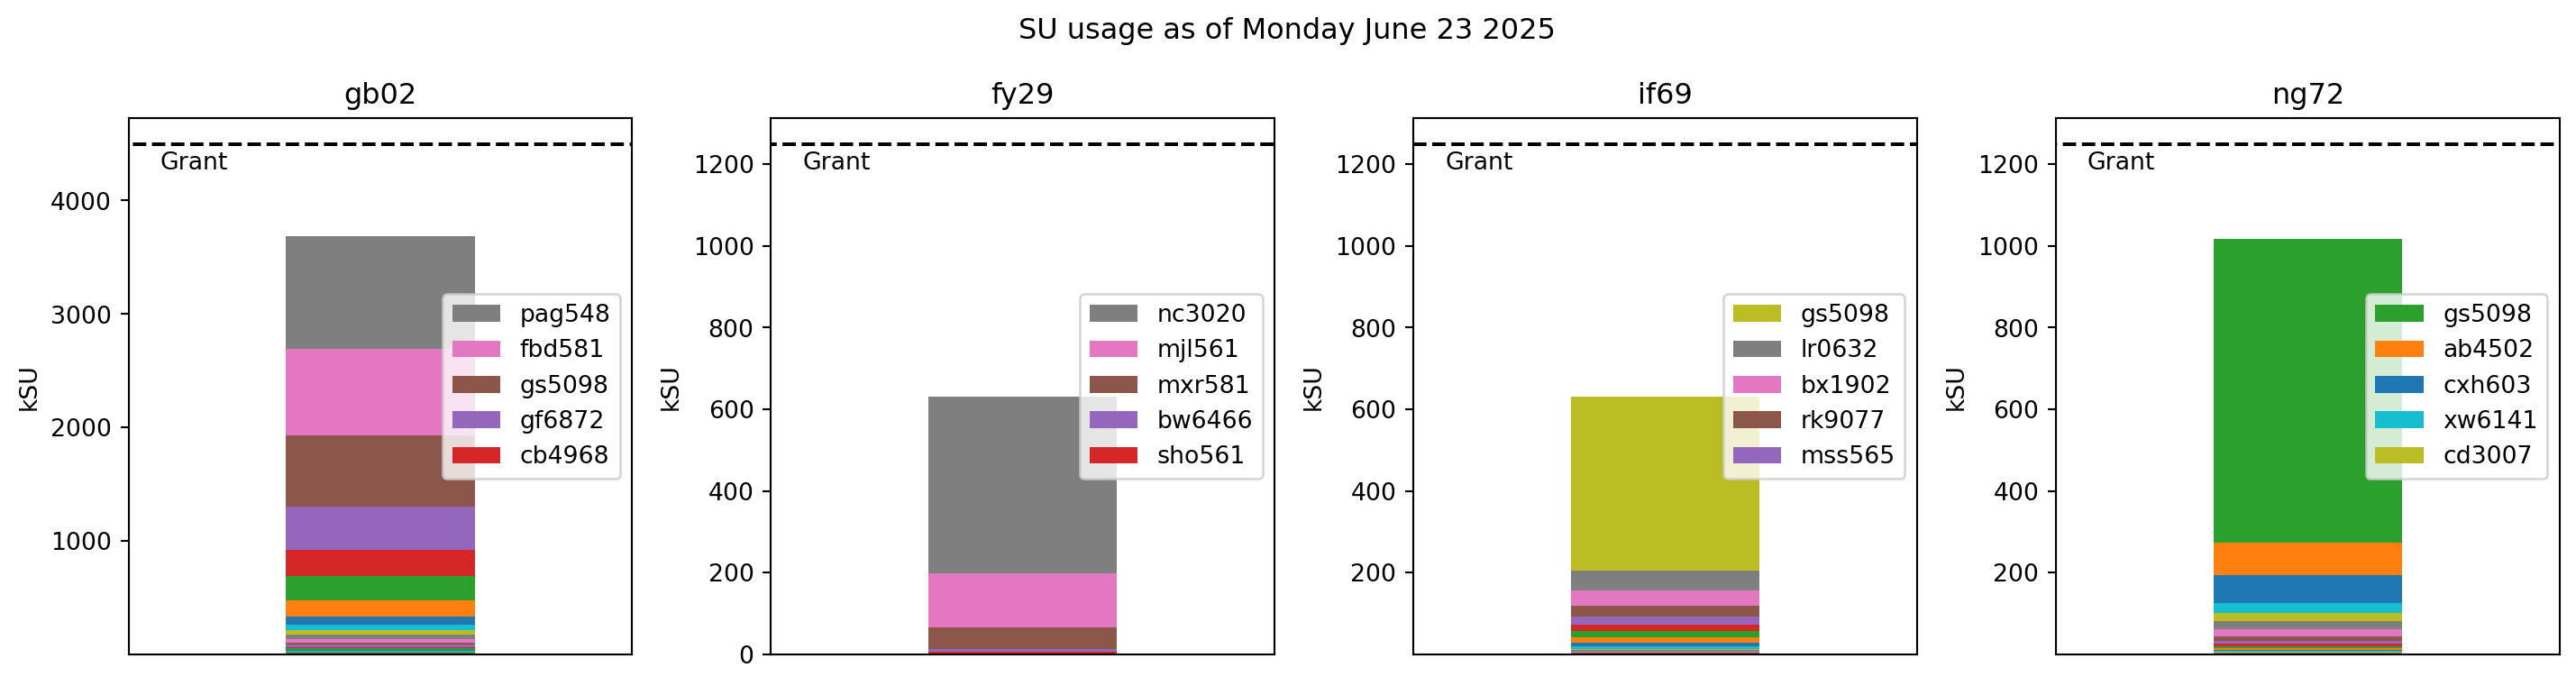 SU usage as of Monday June 23 2025
gb02
Grant
4000
3000
2000
1000
kSU
pag548
fbd581
gs5098
gf6872
cb4968
fy29
Grant
1200
1000
800
600
400
200
0
kSU
nc3020
mjl561
mxr581
bw6466
sho561
if69
Grant
1200
1000
800
600
400
200
kSU
gs5098
lr0632
bx1902
rk9077
mss565
ng72
Grant
1200
1000
800
600
400
200
kSU
gs5098
ab4502
cxh603
xw6141
cd3007